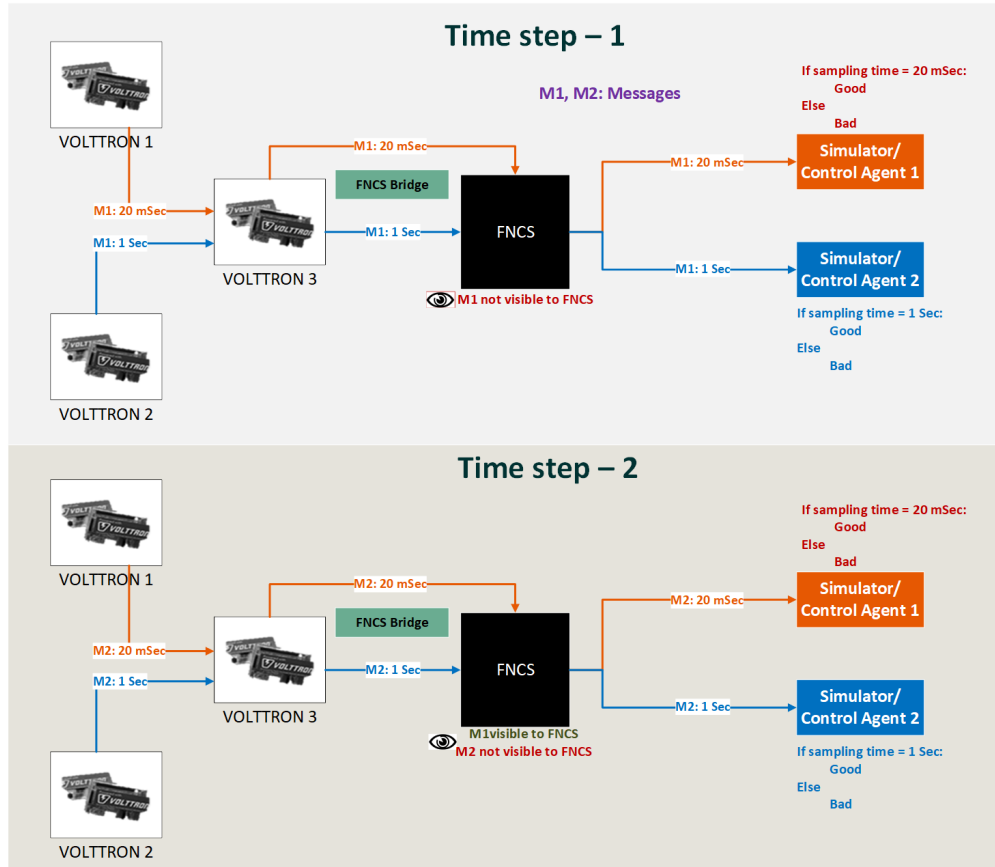 Time step – 1
M1, M2: Messages
If sampling time = 20 mSec:
Good
Else
Bad
VOLTTRON
VOLTTRON 1
M1: 20 mSec
M1: 20 mSec
Simulator/
Control Agent 1
FNCS Bridge
M1: 20 mSec
VOLTTRON
M1: 1 Sec
M1: 1 Sec
FNCS
Simulator/
Control Agent 2
M1: 1 Sec
VOLTTRON 3
M1 not visible to FNCS
If sampling time = 1 Sec:
Good
Else
Bad
VOLTTRON
VOLTTRON 2
Time step – 2
If sampling time = 20 mSec:
Good
Else
Bad
VOLTTRON
VOLTTRON 1
M2: 20 mSec
M2: 20 mSec
Simulator/
Control Agent 1
FNCS Bridge
M2: 20 mSec
VOLTTRON
M2: 1 Sec
M2: 1 Sec
FNCS
Simulator/
Control Agent 2
M2: 1 Sec
VOLTTRON 3
M1visible to FNCS
M2 not visible to FNCS
If sampling time = 1 Sec:
Good
Else
Bad
VOLTTRON
VOLTTRON 2